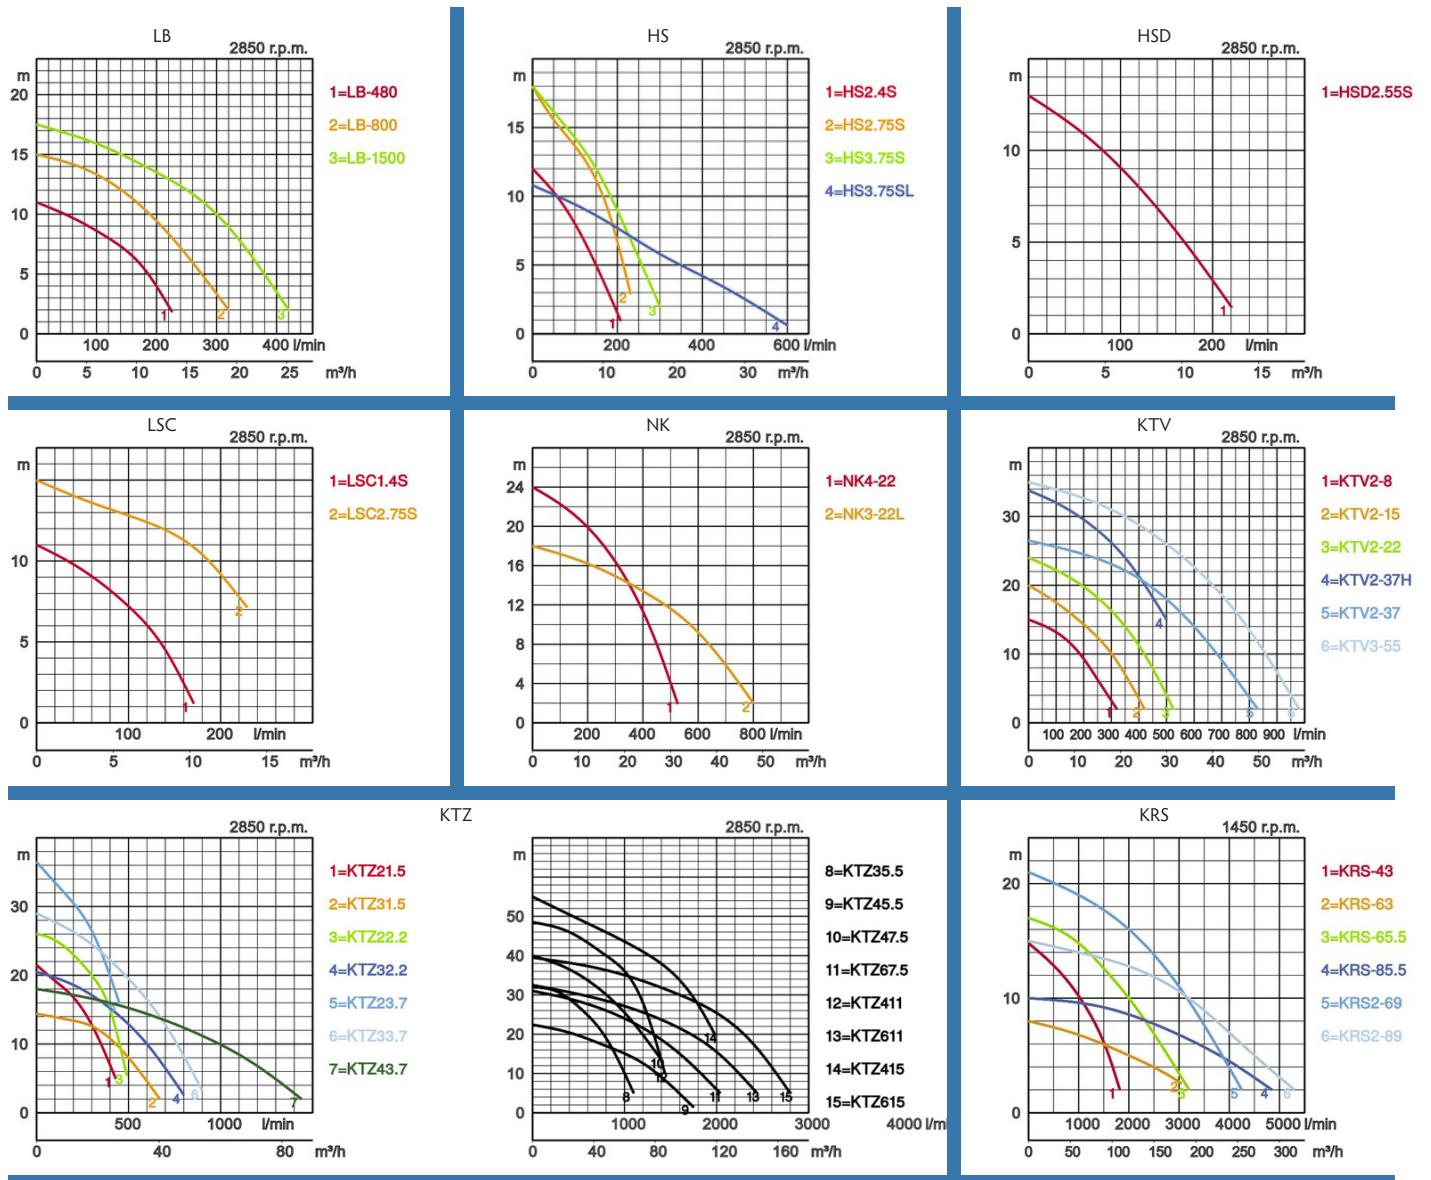 LB
2850 r.p.m.
m
20
15
10
5
0
1=LB-480
2=LB-800
3=LB-1500
1
2
3
100 200 300 400 l/min
0 5 10 15 20 25 m³/h
HS
2850 r.p.m.
m
15
10
5
0
1=HS2.4S
2=HS2.75S
3=HS3.75S
4=HS3.75SL
1
2
3
4
200 400 600 l/min
0 10 20 30 m³/h
HSD
2850 r.p.m.
m
10
5
0
1=HSD2.55S
1
100 200 l/min
0 5 10 15 m³/h
LSC
2850 r.p.m.
m
10
5
0
1=LSC1.4S
2=LSC2.75S
1
2
100 200 l/min
0 5 10 15 m³/h
NK
2850 r.p.m.
m
24
20
16
12
8
4
0
1=NK4-22
2=NK3-22L
1
2
200 400 600 800 l/min
0 10 20 30 40 50 m³/h
KTV
2850 r.p.m.
m
30
20
10
0
1=KTV2-8
2=KTV2-15
3=KTV2-22
4=KTV2-37H
5=KTV2-37
6=KTV3-55
1
2
3
4
5
6
100 200 300 400 500 600 700 800 900 l/min
0 10 20 30 40 50 m³/h
KTZ
2850 r.p.m.
m
30
20
10
0
1=KTZ21.5
2=KTZ31.5
3=KTZ22.2
4=KTZ32.2
5=KTZ23.7
6=KTZ33.7
7=KTZ43.7
1
3
2
4
6
7
500 1000 l/min
0 40 80 m³/h
2850 r.p.m.
m
50
40
30
20
10
0
8=KTZ35.5
9=KTZ45.5
10=KTZ47.5
11=KTZ67.5
12=KTZ411
13=KTZ611
14=KTZ415
15=KTZ615
14
10
8
9
11
13
15
1000 2000 3000 4000 l/mi
0 40 80 120 160 m³/h
KRS
1450 r.p.m.
m
20
10
0
1=KRS-43
2=KRS-63
3=KRS-65.5
4=KRS-85.5
5=KRS2-69
6=KRS2-89
1
2
3
5
4
6
1000 2000 3000 4000 5000 l/min
0 50 100 150 200 250 300 m³/h